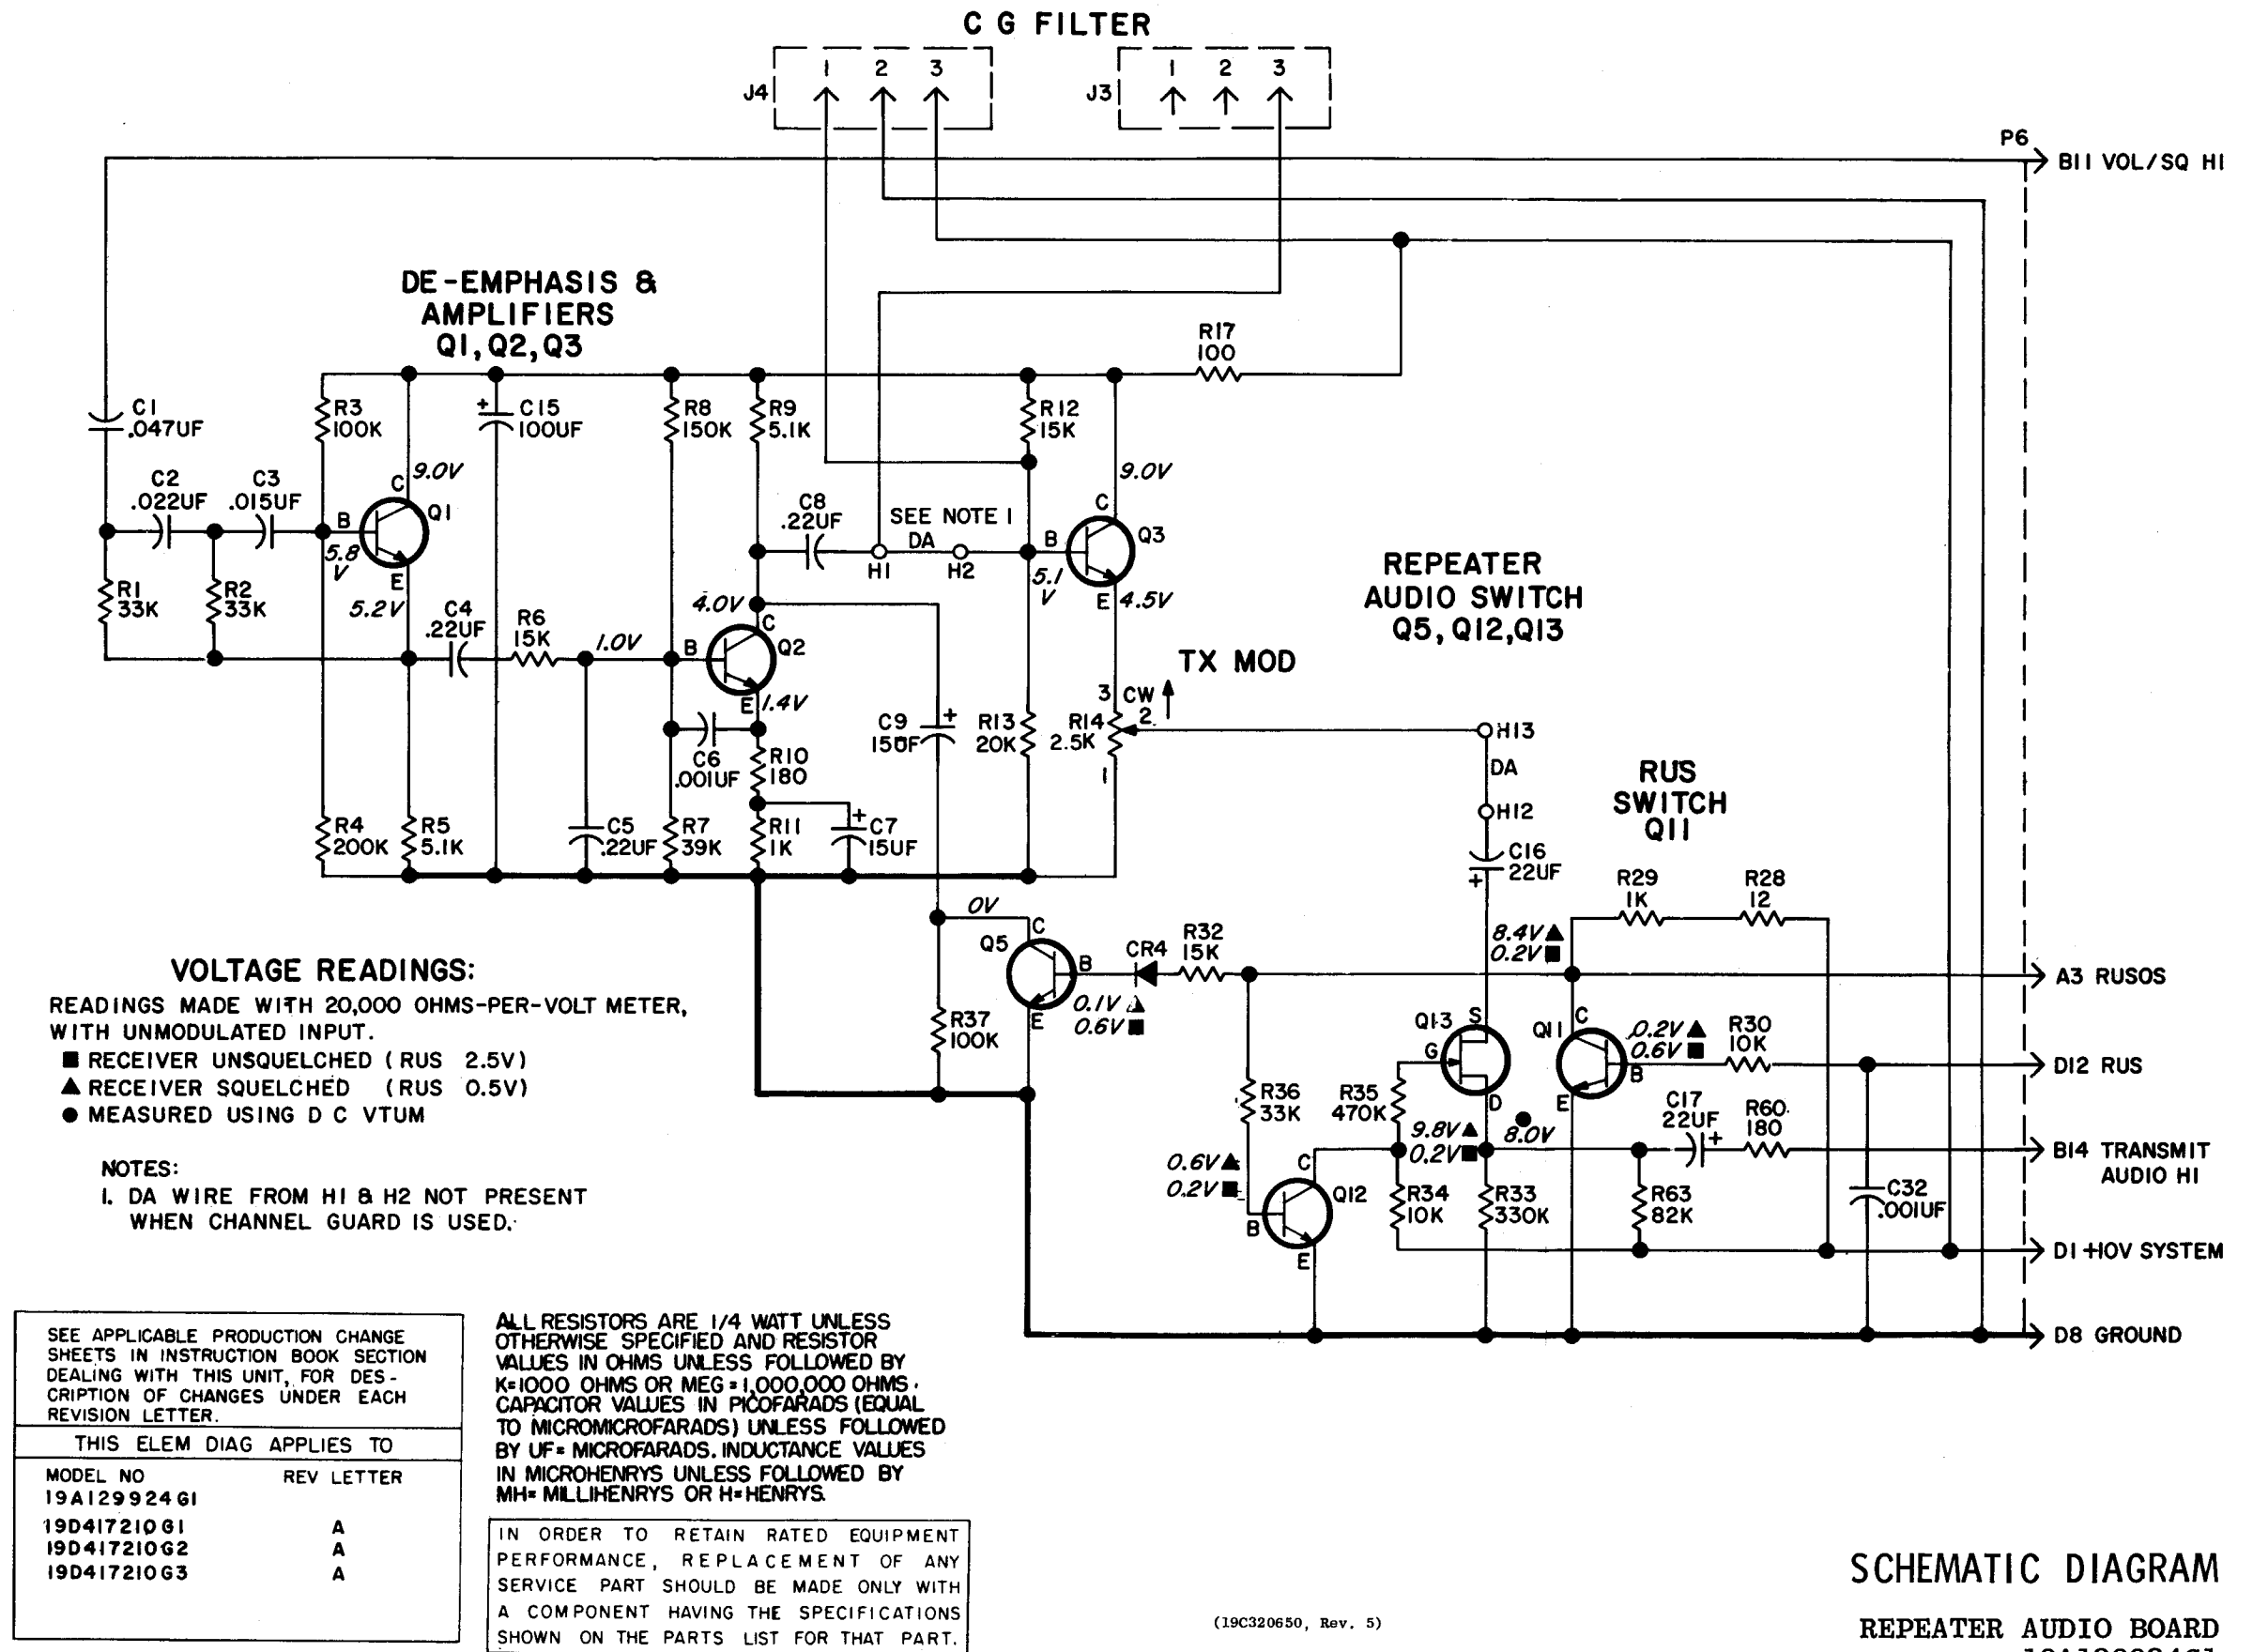 C G FILTER
J4
1 2 3
J3
1 2 3
P6
B11 VOL/SQ HI
DE-EMPHASIS &
AMPLIFIERS
Q1, Q2, Q3
R17
100
C1
.047UF
R3
100K
+
C15
100UF
R8
150K
R9
5.1K
R12
15K
C2
.022UF
C3
.015UF
C
9.0V
B
Q1
5.8
V
E
5.2V
R1
33K
R2
33K
C4
.22UF
R6
15K
1.0V
C8
.22UF
SEE NOTE 1
DA
H1
H2
9.0V
C
B
Q3
5.1
V
E
4.5V
4.0V
C
B
Q2
E
1.4V
REPEATER
AUDIO SWITCH
Q5, Q12, Q13
TX MOD
3
CW
2
R14
2.5K
1
C9
15UF
+
R13
20K
C6
.001UF
R10
180
H13
DA
H12
RUS
SWITCH
Q11
R4
200K
R5
5.1K
C5
.22UF
R7
39K
R11
1K
+
C7
15UF
C16
22UF
+
R29
1K
R28
12
0V
C
Q5
B
E
CR4
R32
15K
0.1V▲
0.6V■
8.4V▲
0.2V■
A3 RUSOS
VOLTAGE READINGS:
READINGS MADE WITH 20,000 OHMS-PER-VOLT METER,
WITH UNMODULATED INPUT.
■ RECEIVER UNSQUELCHED (RUS 2.5V)
▲ RECEIVER SQUELCHED (RUS 0.5V)
● MEASURED USING D C VTUM
R37
100K
Q13
S
G
D
Q11
C
0.2V▲
0.6V■
B
E
R30
10K
D12 RUS
R36
33K
R35
470K
9.8V▲
0.2V■
●
8.0V
C17
22UF
+
R60
180
B14 TRANSMIT
AUDIO HI
NOTES:
1. DA WIRE FROM H1 & H2 NOT PRESENT
WHEN CHANNEL GUARD IS USED.
0.6V▲
0.2V■
C
Q12
B
E
R34
10K
R33
330K
R63
82K
C32
.001UF
D1 +10V SYSTEM
D8 GROUND
SEE APPLICABLE PRODUCTION CHANGE
SHEETS IN INSTRUCTION BOOK SECTION
DEALING WITH THIS UNIT, FOR DES-
CRIPTION OF CHANGES UNDER EACH
REVISION LETTER.
THIS ELEM DIAG APPLIES TO
MODEL NO REV LETTER
19A129924G1
19D417210G1 A
19D417210G2 A
19D417210G3 A
ALL RESISTORS ARE 1/4 WATT UNLESS
OTHERWISE SPECIFIED AND RESISTOR
VALUES IN OHMS UNLESS FOLLOWED BY
K=1000 OHMS OR MEG=1,000,000 OHMS.
CAPACITOR VALUES IN PICOFARADS (EQUAL
TO MICROMICROFARADS) UNLESS FOLLOWED
BY UF= MICROFARADS. INDUCTANCE VALUES
IN MICROHENRYS UNLESS FOLLOWED BY
MH= MILLIHENRYS OR H=HENRYS.
IN ORDER TO RETAIN RATED EQUIPMENT
PERFORMANCE, REPLACEMENT OF ANY
SERVICE PART SHOULD BE MADE ONLY WITH
A COMPONENT HAVING THE SPECIFICATIONS
SHOWN ON THE PARTS LIST FOR THAT PART.
(19C320650, Rev. 5)
SCHEMATIC DIAGRAM
REPEATER AUDIO BOARD